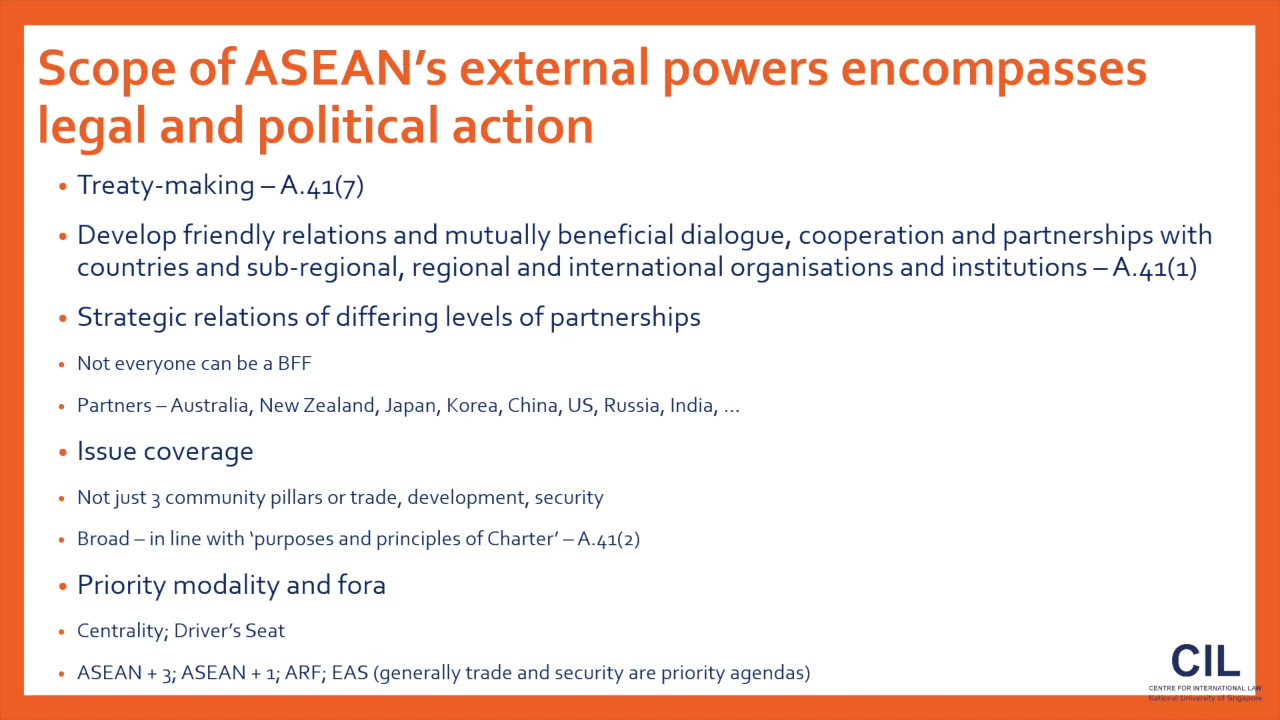 Scope of ASEAN’s external powers encompasses
legal and political action
• Treaty-making – A.41(7)
• Develop friendly relations and mutually beneficial dialogue, cooperation and partnerships with
countries and sub-regional, regional and international organisations and institutions – A.41(1)
• Strategic relations of differing levels of partnerships
• Not everyone can be a BFF
• Partners – Australia, New Zealand, Japan, Korea, China, US, Russia, India, …
• Issue coverage
• Not just 3 community pillars or trade, development, security
• Broad – in line with ‘purposes and principles of Charter’ – A.41(2)
• Priority modality and fora
• Centrality; Driver’s Seat
• ASEAN + 3; ASEAN + 1; ARF; EAS (generally trade and security are priority agendas)
CIL
CENTRE FOR INTERNATIONAL LAW
National University of Singapore